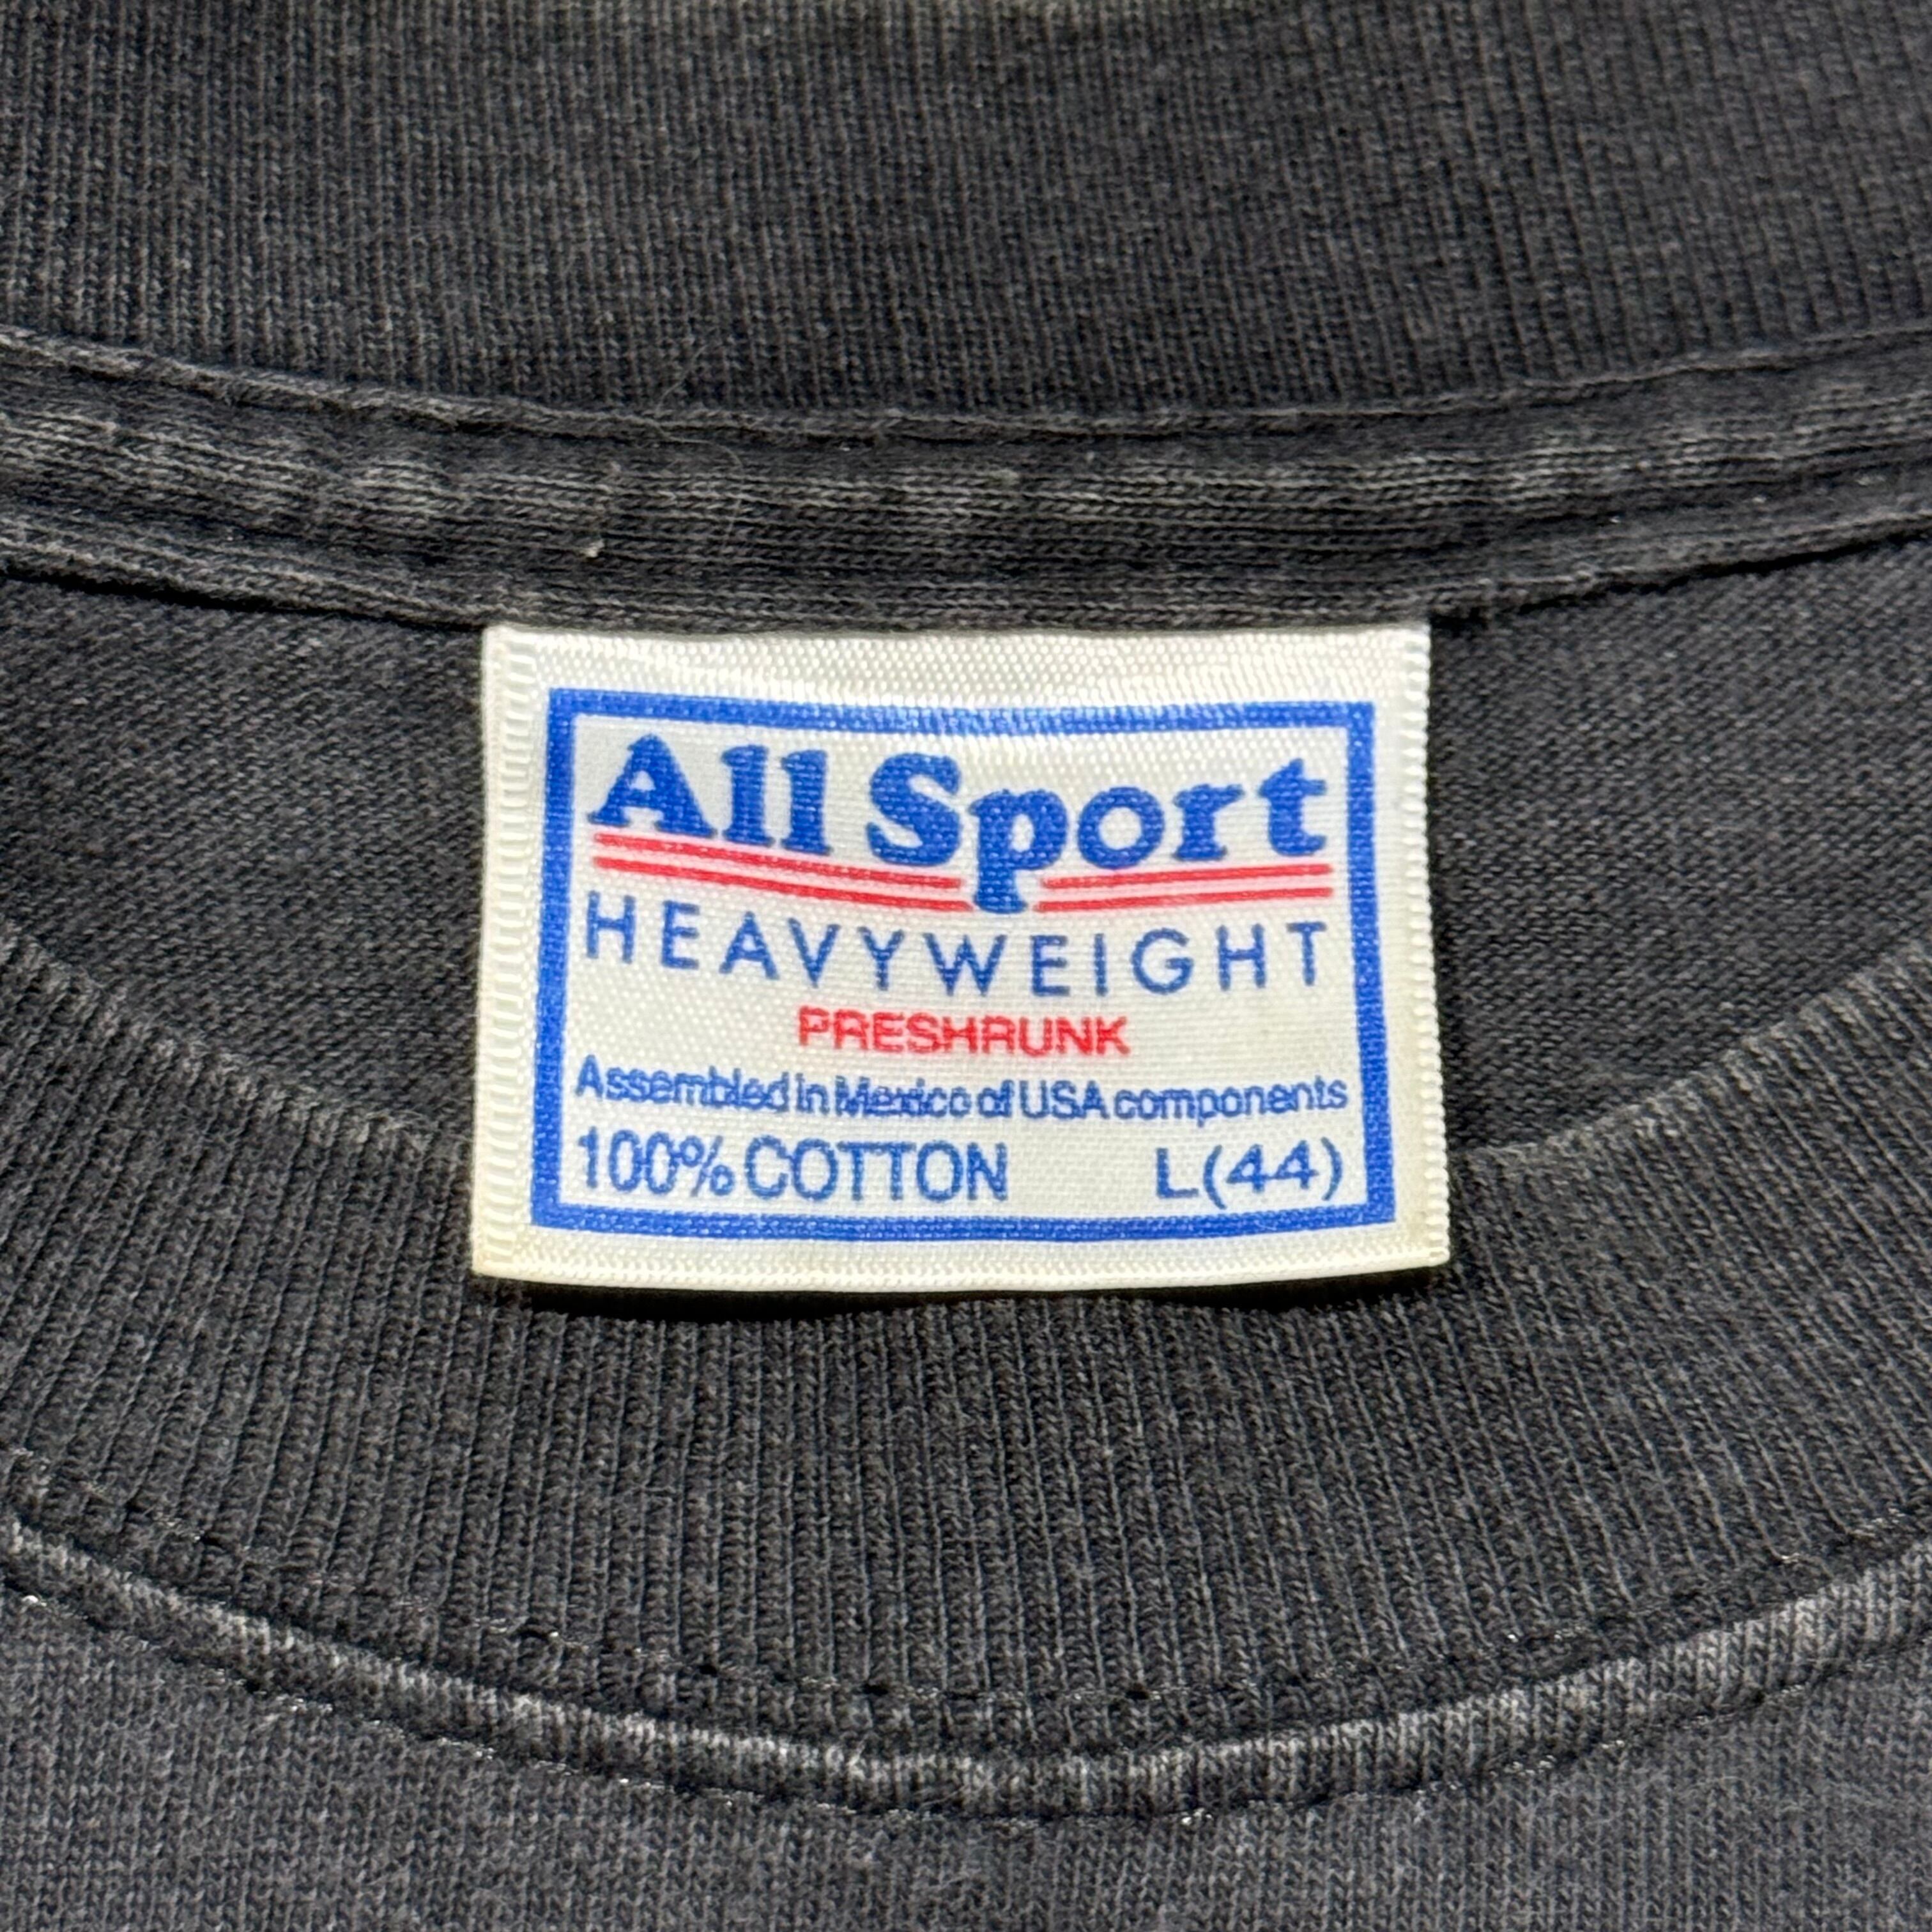 All Sport
HEAVYWEIGHT
PRESHRUNK
Assembled in Mexico of USA components
100% COTTON L(44)